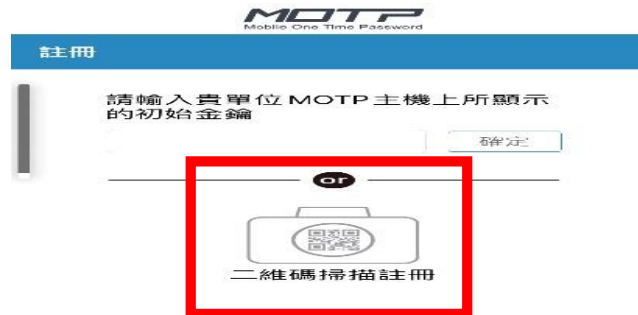 MOTP
Mobile One Time Password
註冊
請輸入貴單位MOTP主機上所顯示
的初始金鑰
確定
or
二維碼掃描註冊